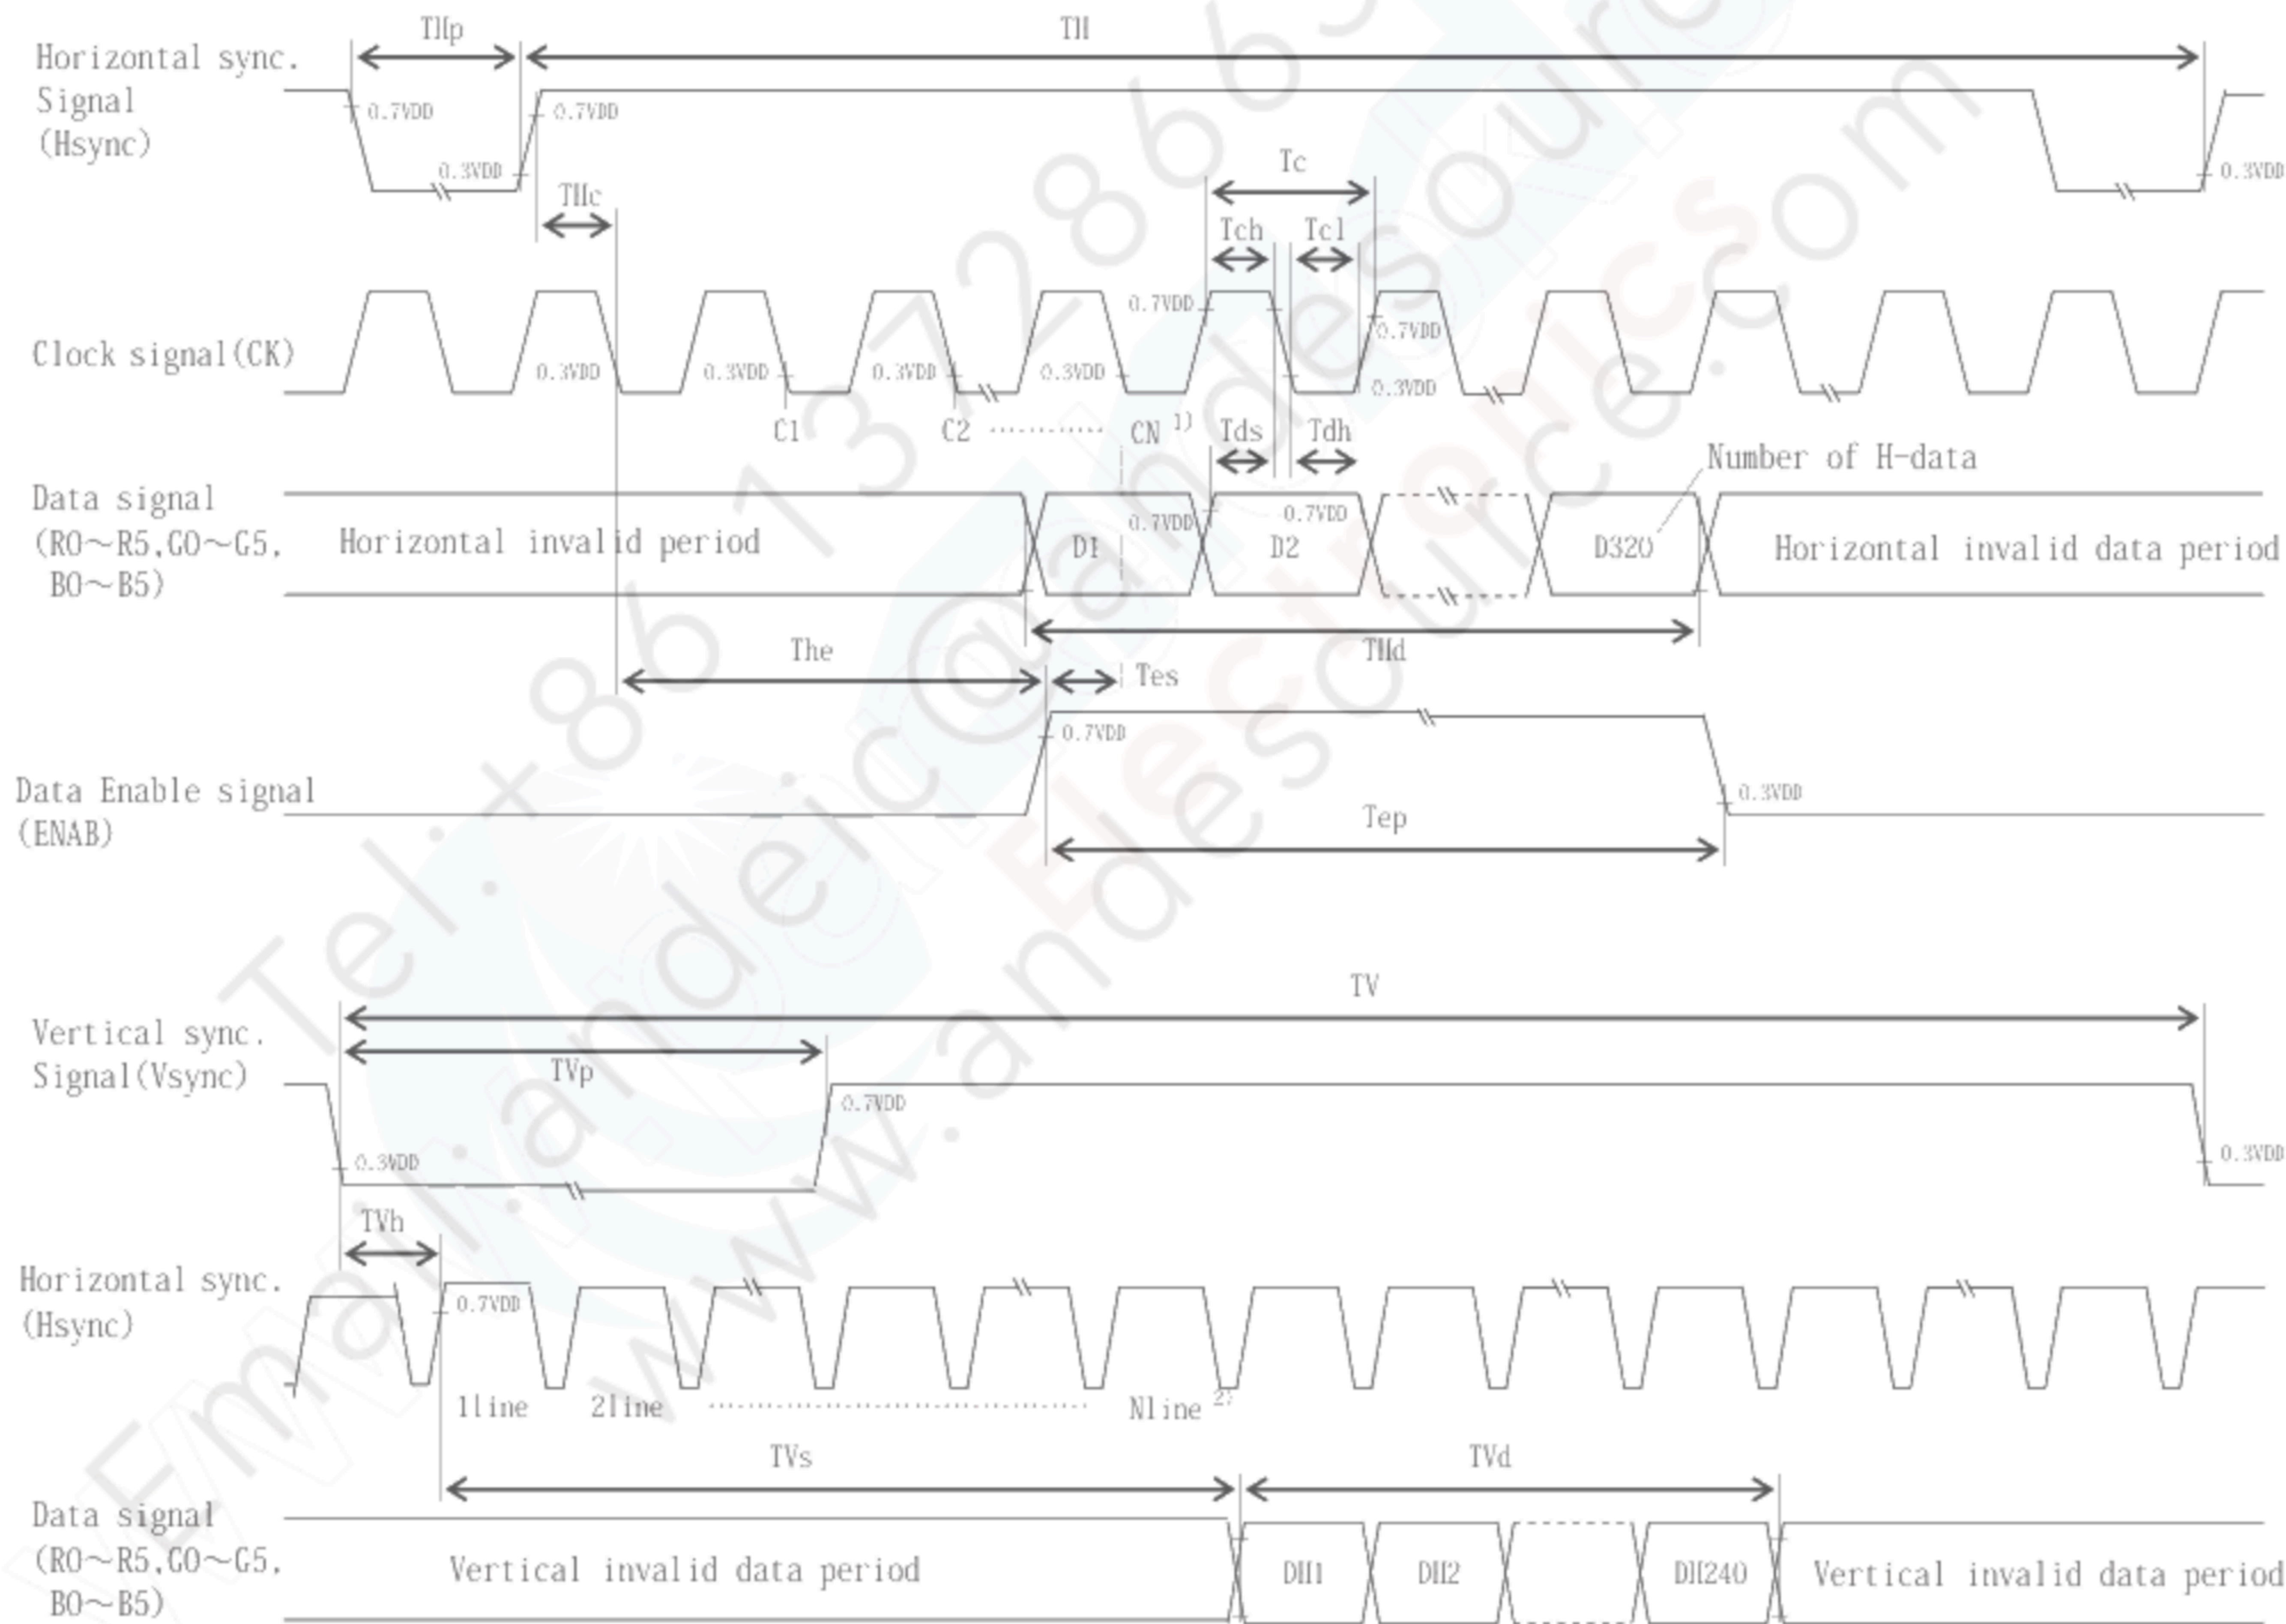 THp
TH
Horizontal sync.
Signal
(Hsync)
0.7VDD
0.7VDD
0.3VDD
0.3VDD
THc
Tc
Tch
Tcl
Clock signal(CK)
0.7VDD
0.7VDD
0.3VDD
0.3VDD
0.3VDD
0.3VDD
0.3VDD
C1
C2
CN 1)
Tds
Tdh
Number of H-data
Data signal
(R0～R5,G0～G5,
B0～B5)
Horizontal invalid period
0.7VDD
0.7VDD
D1
D2
D320
Horizontal invalid data period
The
THd
Tes
0.7VDD
Data Enable signal
(ENAB)
0.3VDD
Tep
TV
Vertical sync.
Signal(Vsync)
TVp
0.7VDD
0.3VDD
0.3VDD
TVh
Horizontal sync.
(Hsync)
0.7VDD
1line
2line
Nline 2)
TVs
TVd
Data signal
(R0～R5,G0～G5,
B0～B5)
Vertical invalid data period
DH1
DH2
DH240
Vertical invalid data period
Electronics